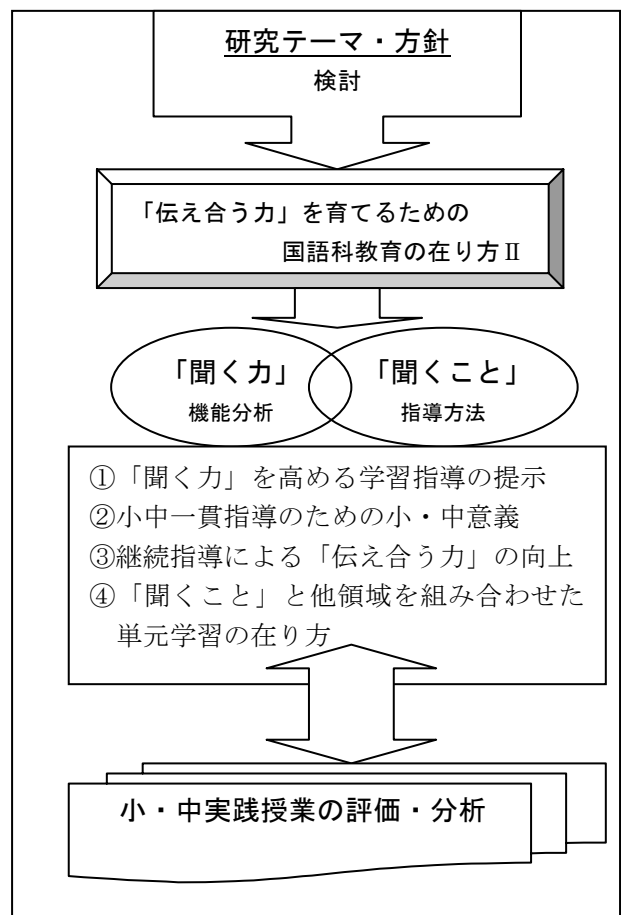 研究テーマ・方針
検討
「伝え合う力」を育てるための
国語科教育の在り方Ⅱ
「聞く力」 「聞くこと」
機能分析 指導方法
①「聞く力」を高める学習指導の提示
②小中一貫指導のための小・中意義
③継続指導による「伝え合う力」の向上
④「聞くこと」と他領域を組み合わせた
単元学習の在り方
小・中実践授業の評価・分析